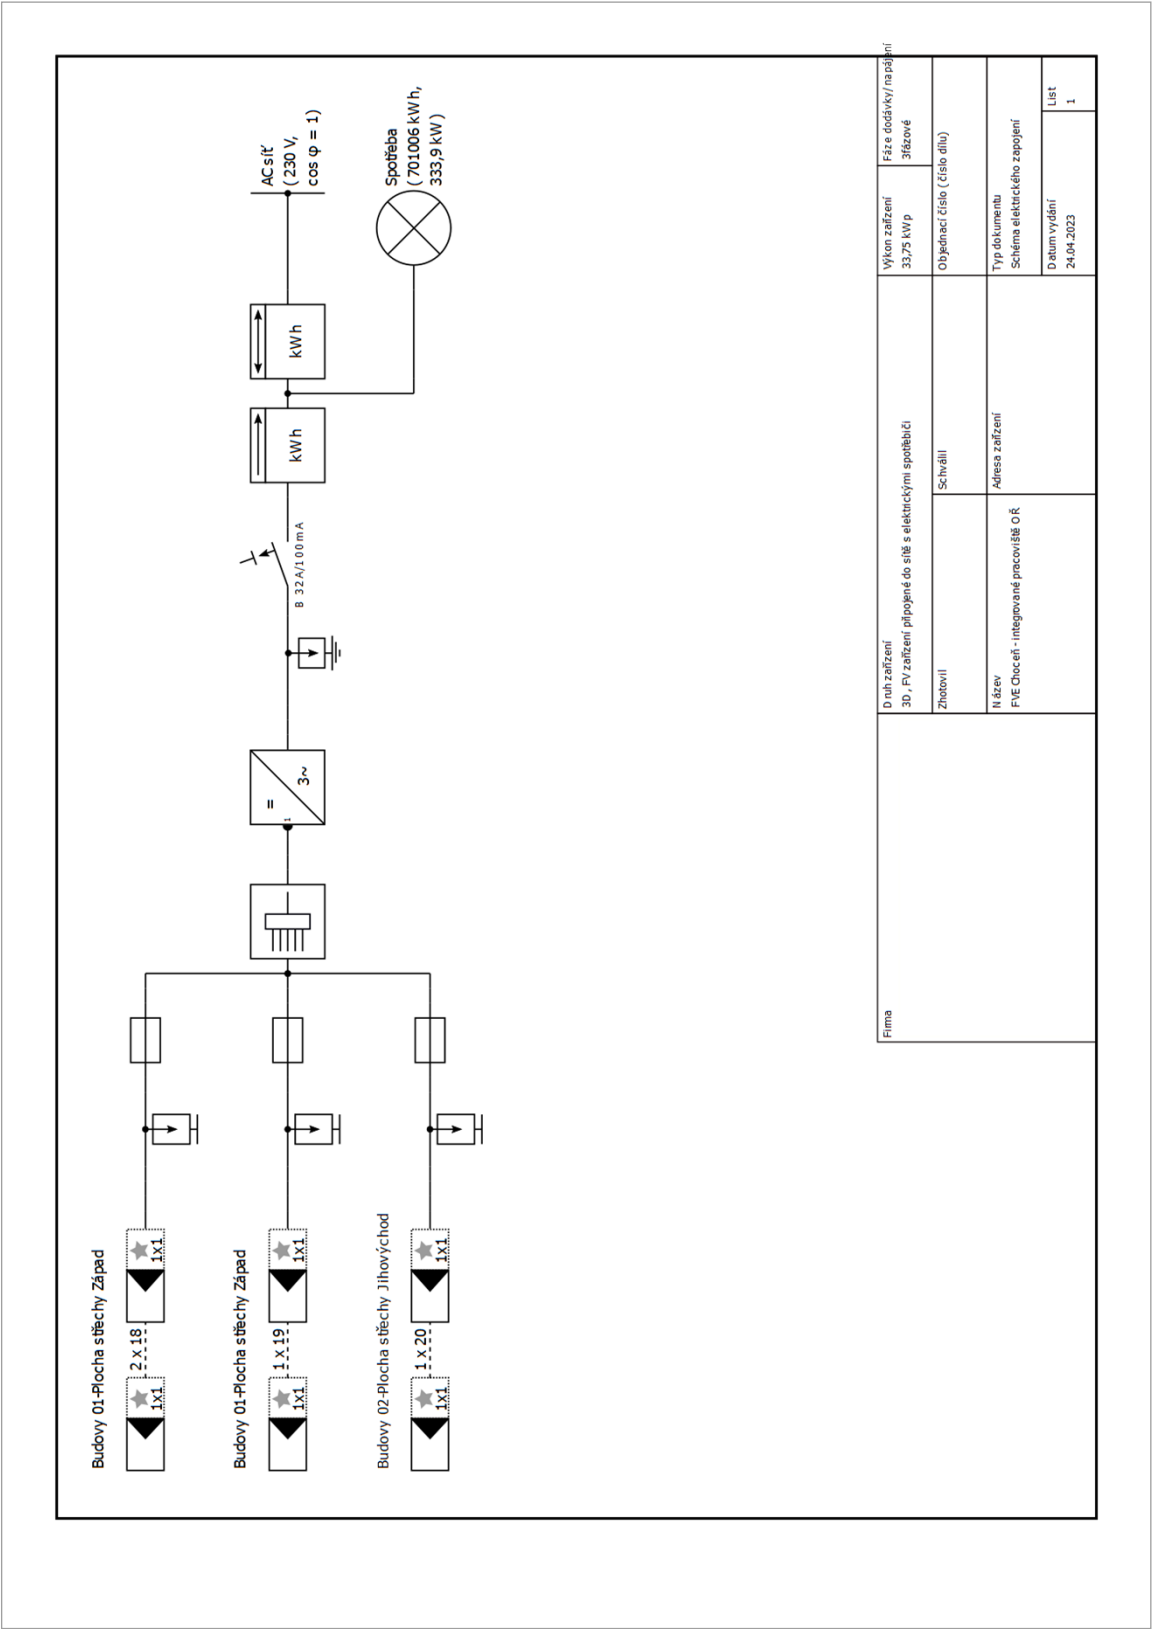 Budovy 01-Plocha střechy Západ
1x1
2 x 18
1x1
Budovy 01-Plocha střechy Západ
1x1
1 x 19
1x1
Budovy 02-Plocha střechy Jihovýchod
1x1
1 x 20
1x1
1
=
3~
B 32A/100mA
kWh
kWh
AC síť
(230 V,
cos φ = 1)
Spotřeba
(701006 kWh,
333,9 kW)
Firma
Druh zařízení
3D, FV zařízení připojené do sítě s elektrickými spotřebiči
Výkon zařízení
33,75 kWp
Fáze dodávky/napájení
3fázové
Zhotovil
Schválil
Objednací číslo (číslo dílu)
Název
FVE Choceň - integrované pracoviště OŘ
Adresa zařízení
Typ dokumentu
Schéma elektrického zapojení
Datum vydání
24.04.2023
List
1